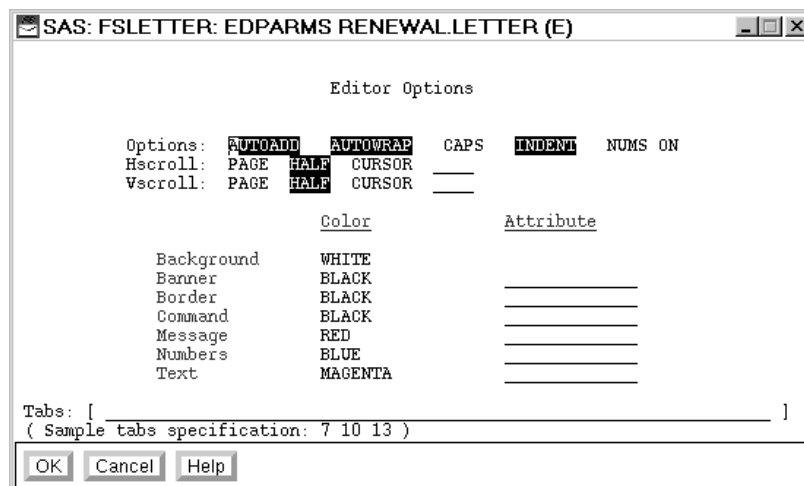 SAS: FSLETTER: EDPARMS RENEWAL.LETTER (E)
Editor Options
Options: AUTOADD AUTOWRAP CAPS INDENT NUMS ON
Hscroll: PAGE HALF CURSOR ____
Vscroll: PAGE HALF CURSOR ____
Color Attribute
Background WHITE
Banner BLACK
Border BLACK
Command BLACK
Message RED
Numbers BLUE
Text MAGENTA
Tabs: [ ]
( Sample tabs specification: 7 10 13 )
OK Cancel Help